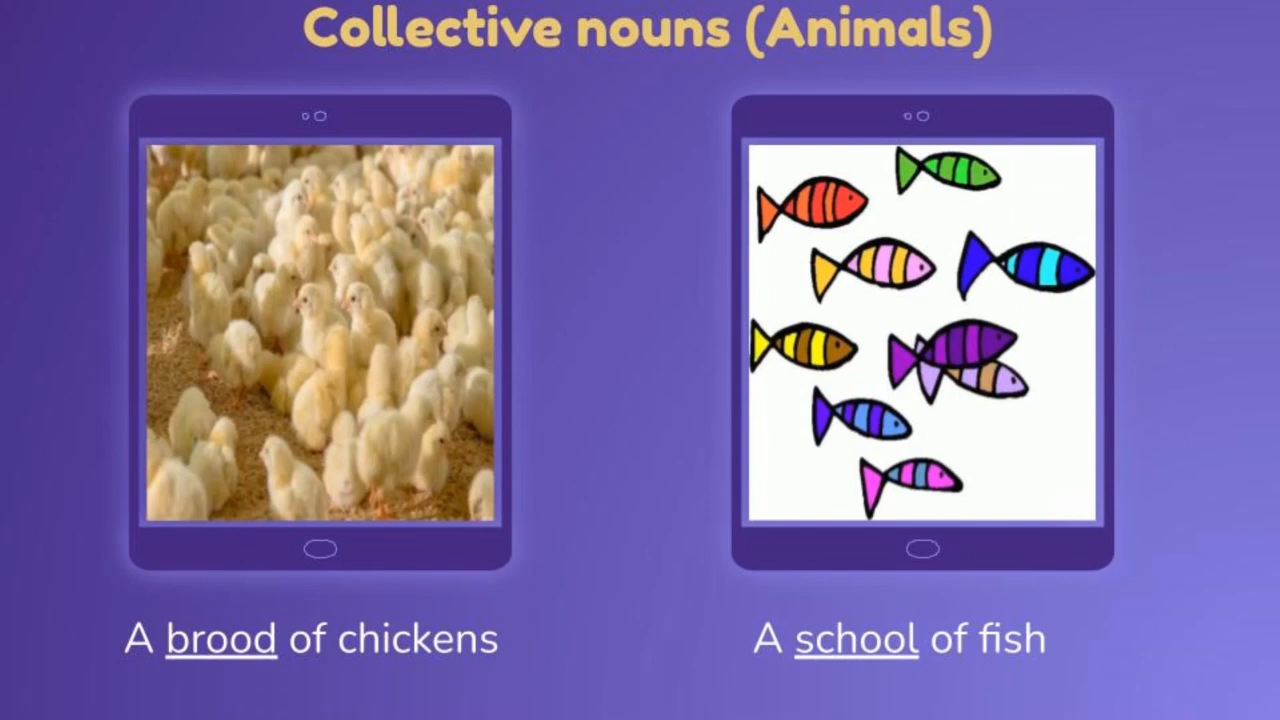 Collective nouns (Animals)
A brood of chickens
A school of fish